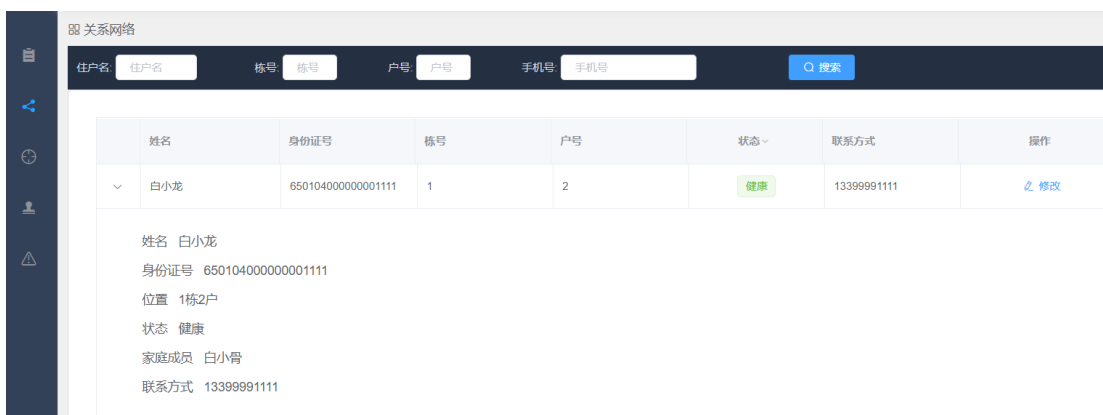 关系网络
住户名: 住户名 栋号: 栋号 户号: 户号 手机号: 手机号 搜索
姓名 身份证号 栋号 户号 状态 联系方式 操作
白小龙 650104000000001111 1 2 健康 13399991111 修改
姓名 白小龙
身份证号 650104000000001111
位置 1栋2户
状态 健康
家庭成员 白小骨
联系方式 13399991111